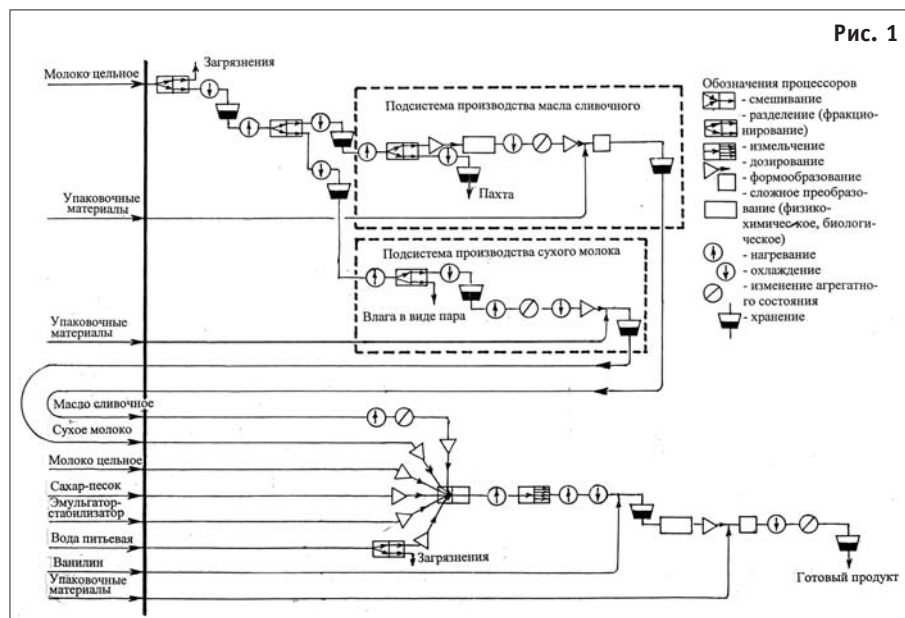 Рис. 1
Молоко цельное
Загрязнения
Подсистема производства масла сливочного
Пахта
Упаковочные
материалы
Подсистема производства сухого молока
Влага в виде пара
Упаковочные
материалы
Обозначения процессоров
- смешивание
- разделение (фракцио-
нирование)
- измельчение
- дозирование
- формообразование
- сложное преобразо-
вание (физико-
химическое, биологи-
ческое)
- нагревание
- охлаждение
- изменение агрегатно-
го состояния
- хранение
Масло сливочное
Сухое молоко
Молоко цельное
Сахар-песок
Эмульгатор-
стабилизатор
Вода питьевая
Загрязнения
Ванилин
Упаковочные
материалы
Готовый продукт